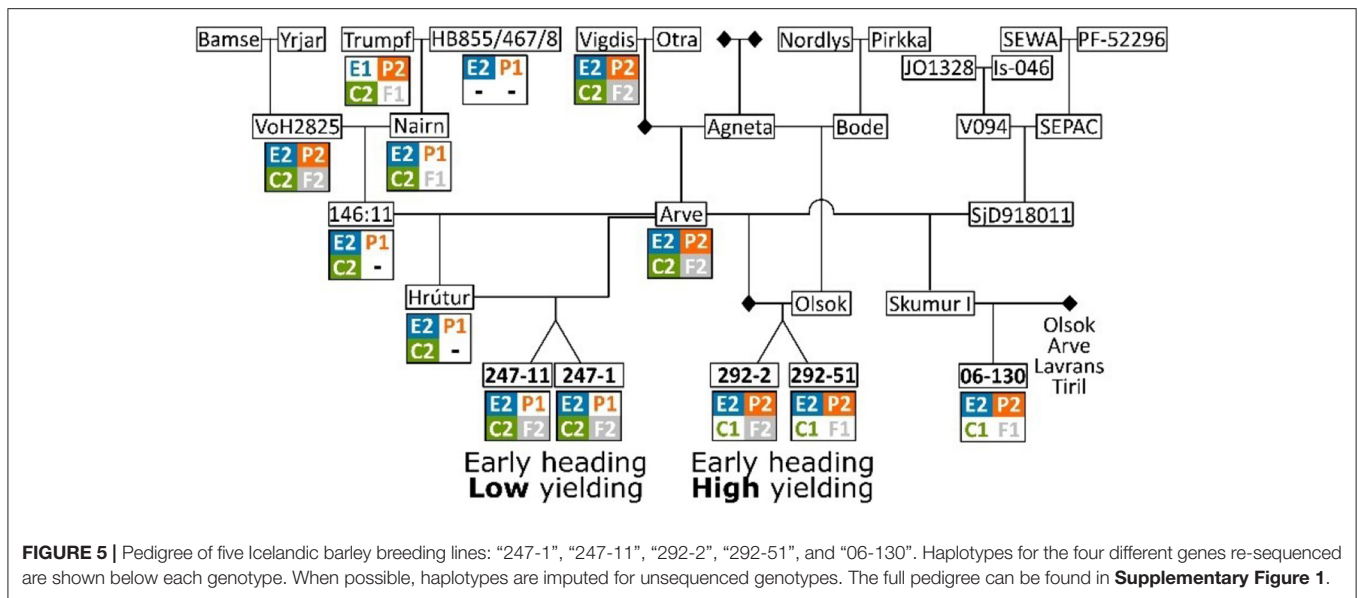 Bamse Yrjar Trumpf HB855/467/8 Vigdis Otra Nordlys Pirkka SEWA PF-52296
E1 P2
C2 F1
E2 P1
- -
E2 P2
C2 F2
JO1328 Is-046
VoH2825 Nairn Agneta Bode V094 SEPAC
E2 P2
C2 F2
E2 P1
C2 F1
146:11 Arve SjD918011
E2 P1
C2 -
E2 P2
C2 F2
Hrútur Olsok Skumur I
E2 P1
C2 -
Olsok
Arve
Lavrans
Tiril
247-11 247-1 292-2 292-51 06-130
E2 P1 E2 P1 E2 P2 E2 P2 E2 P2
C2 F2 C2 F2 C1 F2 C1 F1 C1 F1
Early heading
Low yielding
Early heading
High yielding
FIGURE 5 | Pedigree of five Icelandic barley breeding lines: “247-1”, “247-11”, “292-2”, “292-51”, and “06-130”. Haplotypes for the four different genes re-sequenced
are shown below each genotype. When possible, haplotypes are imputed for unsequenced genotypes. The full pedigree can be found in Supplementary Figure 1.